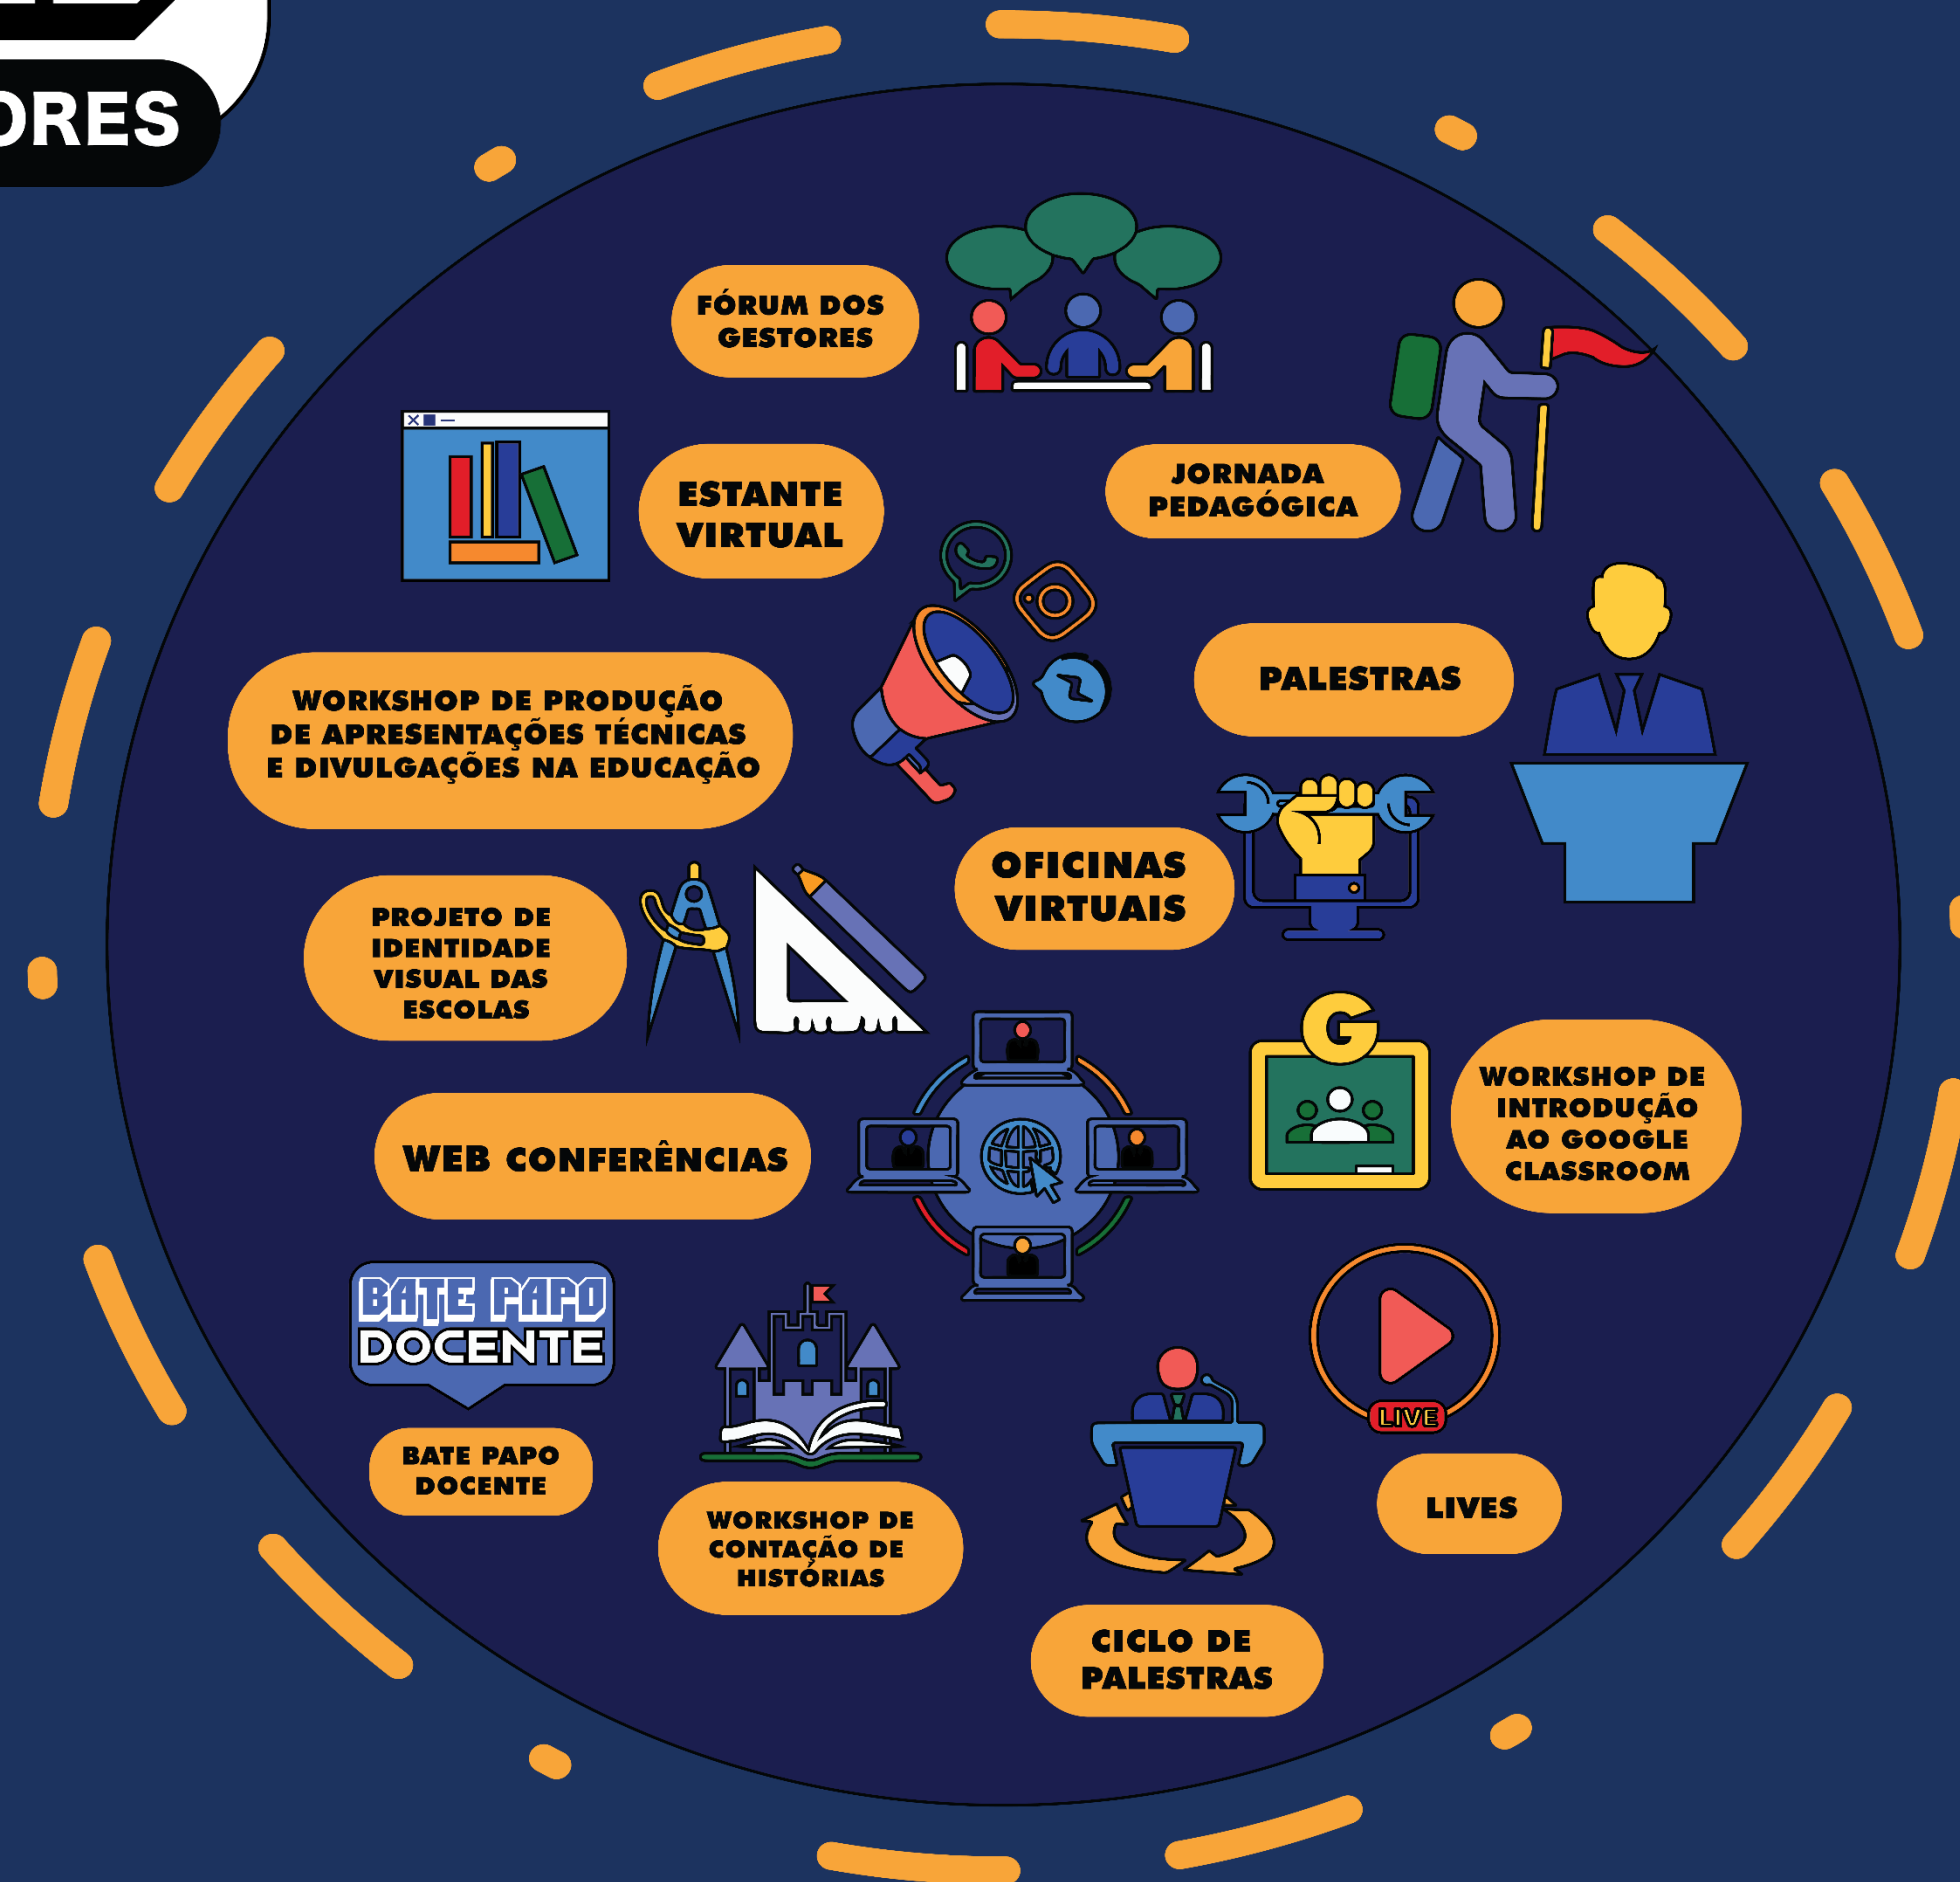 ORES
FÓRUM DOS
GESTORES
JORNADA
PEDAGÓGICA
ESTANTE
VIRTUAL
PALESTRAS
WORKSHOP DE PRODUÇÃO
DE APRESENTAÇÕES TÉCNICAS
E DIVULGAÇÕES NA EDUCAÇÃO
OFICINAS
VIRTUAIS
PROJETO DE
IDENTIDADE
VISUAL DAS
ESCOLAS
G
WORKSHOP DE
INTRODUÇÃO
AO GOOGLE
CLASSROOM
WEB CONFERÊNCIAS
BATE PAPO
DOCENTE
BATE PAPO
DOCENTE
LIVE
LIVES
WORKSHOP DE
CONTAÇÃO DE
HISTÓRIAS
CICLO DE
PALESTRAS